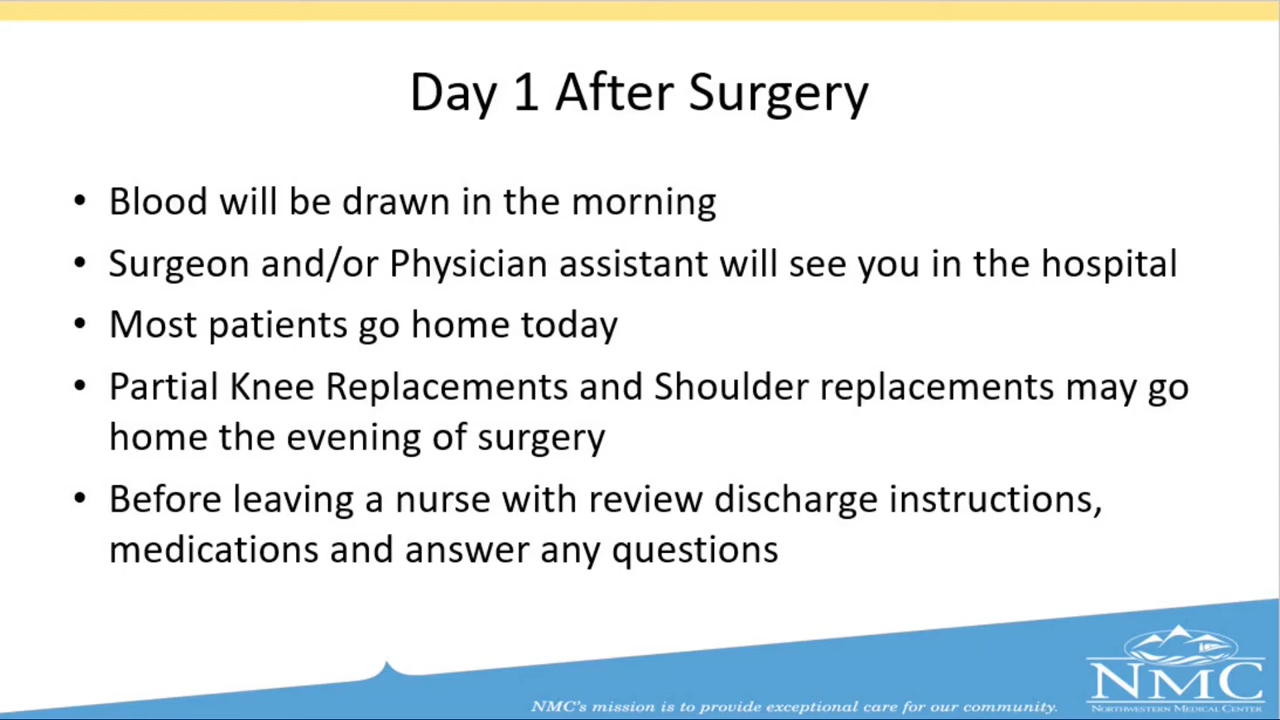 Day 1 After Surgery
• Blood will be drawn in the morning
• Surgeon and/or Physician assistant will see you in the hospital
• Most patients go home today
• Partial Knee Replacements and Shoulder replacements may go
home the evening of surgery
• Before leaving a nurse with review discharge instructions,
medications and answer any questions
NMC's mission is to provide exceptional care for our community.
NMC
Northwestern Medical Center